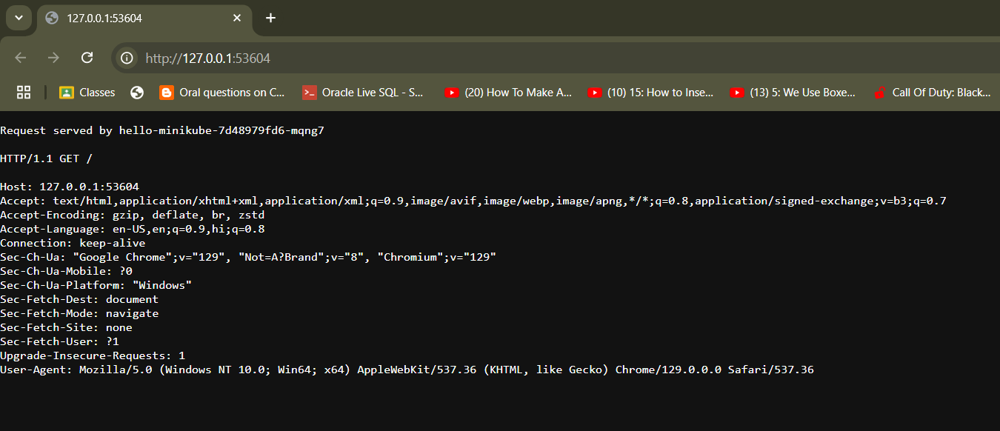 127.0.0.1:53604
http://127.0.0.1:53604
Classes Oral questions on C... Oracle Live SQL - S... (20) How To Make A... (10) 15: How to Inse... (13) 5: We Use Boxe... Call Of Duty: Black...
Request served by hello-minikube-7d48979fd6-mqng7
HTTP/1.1 GET /
Host: 127.0.0.1:53604
Accept: text/html,application/xhtml+xml,application/xml;q=0.9,image/avif,image/webp,image/apng,*/*;q=0.8,application/signed-exchange;v=b3;q=0.7
Accept-Encoding: gzip, deflate, br, zstd
Accept-Language: en-US,en;q=0.9,hi;q=0.8
Connection: keep-alive
Sec-Ch-Ua: "Google Chrome";v="129", "Not=A?Brand";v="8", "Chromium";v="129"
Sec-Ch-Ua-Mobile: ?0
Sec-Ch-Ua-Platform: "Windows"
Sec-Fetch-Dest: document
Sec-Fetch-Mode: navigate
Sec-Fetch-Site: none
Sec-Fetch-User: ?1
Upgrade-Insecure-Requests: 1
User-Agent: Mozilla/5.0 (Windows NT 10.0; Win64; x64) AppleWebKit/537.36 (KHTML, like Gecko) Chrome/129.0.0.0 Safari/537.36